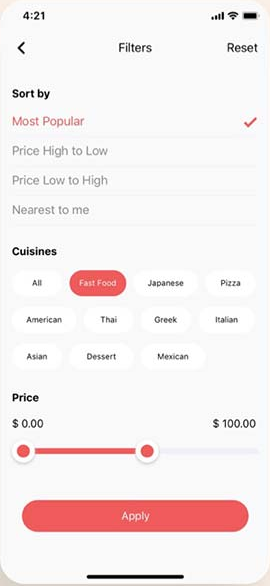 4:21
Filters Reset
Sort by
Most Popular
Price High to Low
Price Low to High
Nearest to me
Cuisines
All Fast Food Japanese Pizza
American Thai Greek Italian
Asian Dessert Mexican
Price
$ 0.00 $ 100.00
Apply